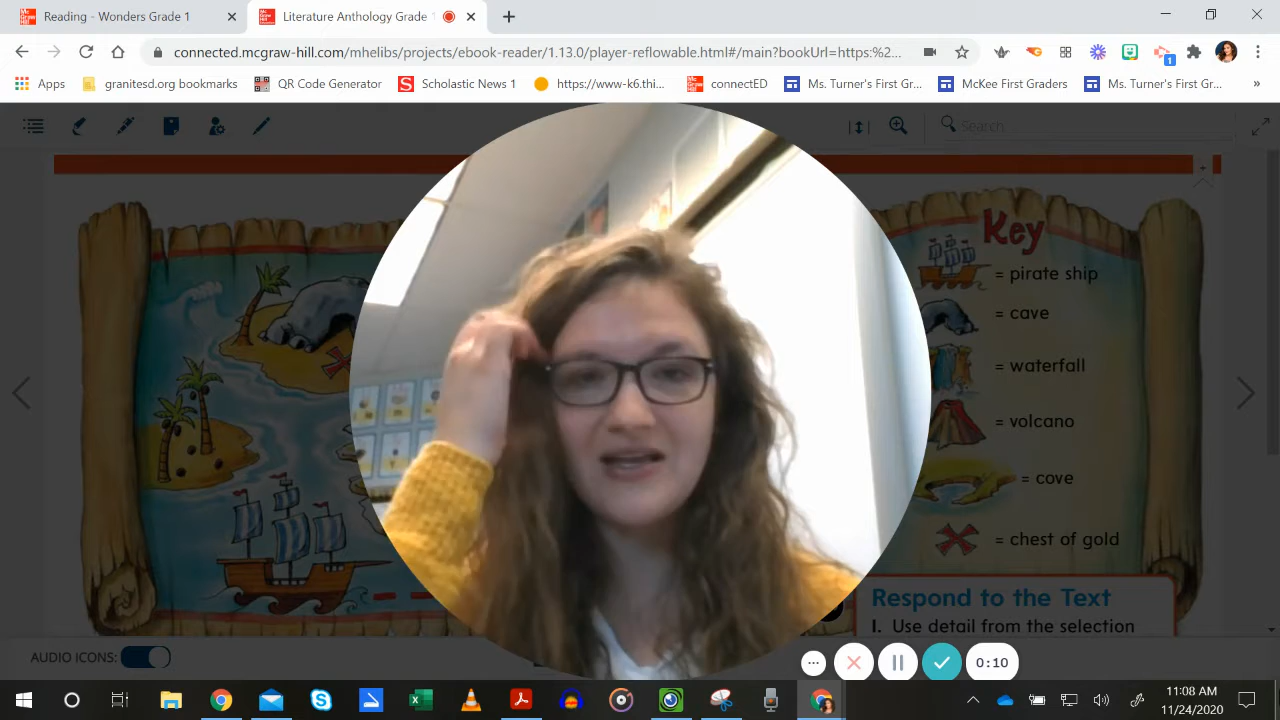 Reading - Wonders Grade 1
Literature Anthology Grade
connected.mcgraw-hill.com/mhelibs/projects/ebook-reader/1.13.0/player-reflowable.html#/main?bookUrl=https:%2...
1
Apps
granitesd.org bookmarks
QR Code Generator
Scholastic News 1
https://www-k6.thi...
connectED
Ms. Turner's First Gr...
McKee First Graders
Ms. Turner's First Gr...
»
Search
Key
= pirate ship
= cave
= waterfall
= volcano
= cove
= chest of gold
Respond to the Text
1. Use detail from the selection
AUDIO ICONS:
0:10
11:08 AM
11/24/2020